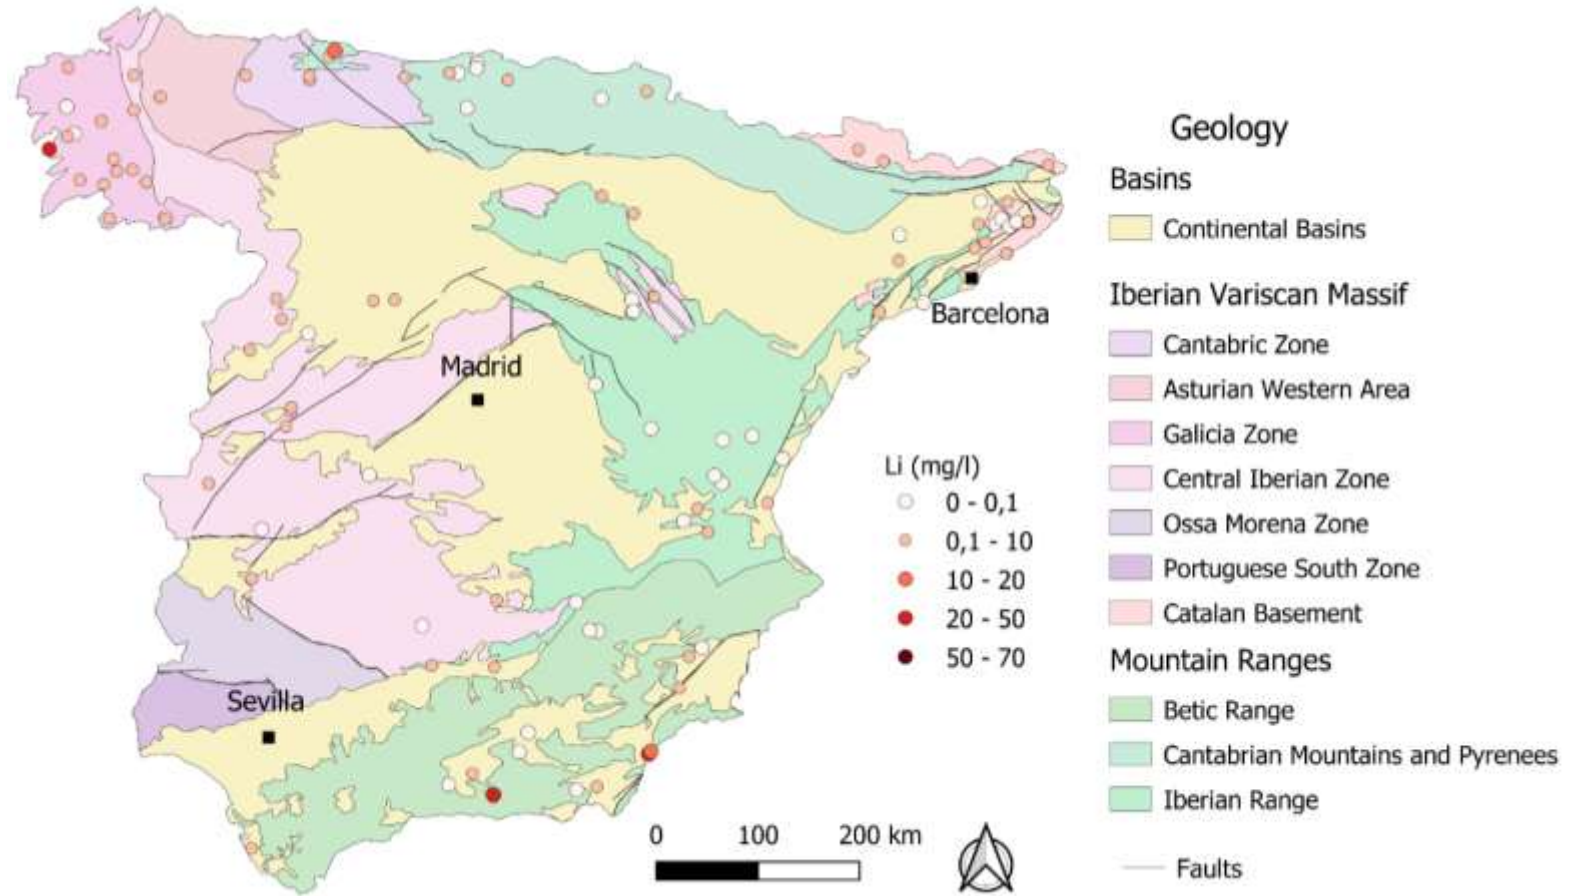 Geology
Basins
Continental Basins
Iberian Variscan Massif
Cantabric Zone
Asturian Western Area
Galicia Zone
Central Iberian Zone
Ossa Morena Zone
Portuguese South Zone
Catalan Basement
Mountain Ranges
Betic Range
Cantabrian Mountains and Pyrenees
Iberian Range
Faults
Barcelona
Madrid
Sevilla
Li (mg/l)
0 - 0,1
0,1 - 10
10 - 20
20 - 50
50 - 70
0 100 200 km